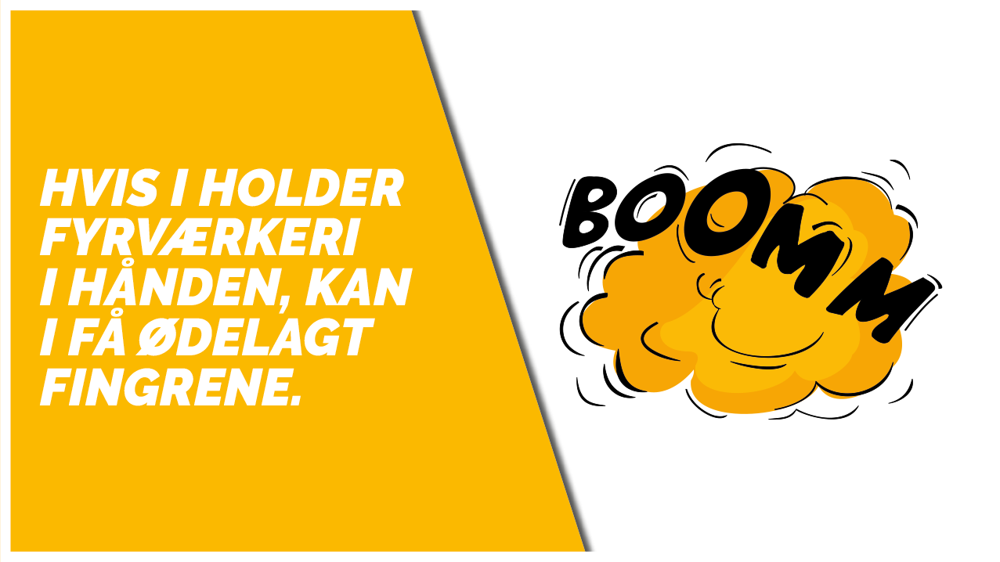 HVIS I HOLDER
FYRVÆRKERI
I HÅNDEN, KAN
I FÅ ØDELAGT
FINGRENE.
BOOMM